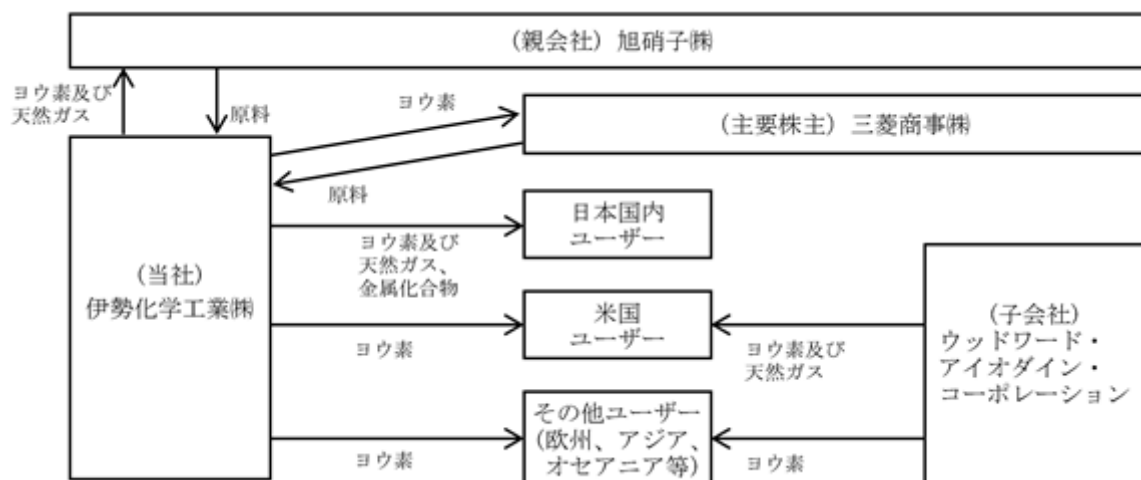 (親会社) 旭硝子㈱
ヨウ素及び
天然ガス
原料
ヨウ素
(主要株主) 三菱商事㈱
原料
日本国内
ユーザー
ヨウ素及び
天然ガス、
金属化合物
(当社)
伊勢化学工業㈱
米国
ユーザー
ヨウ素
ヨウ素及び
天然ガス
(子会社)
ウッドワード・
アイオダイン・
コーポレーション
その他ユーザー
(欧州、アジア、
オセアニア等)
ヨウ素
ヨウ素